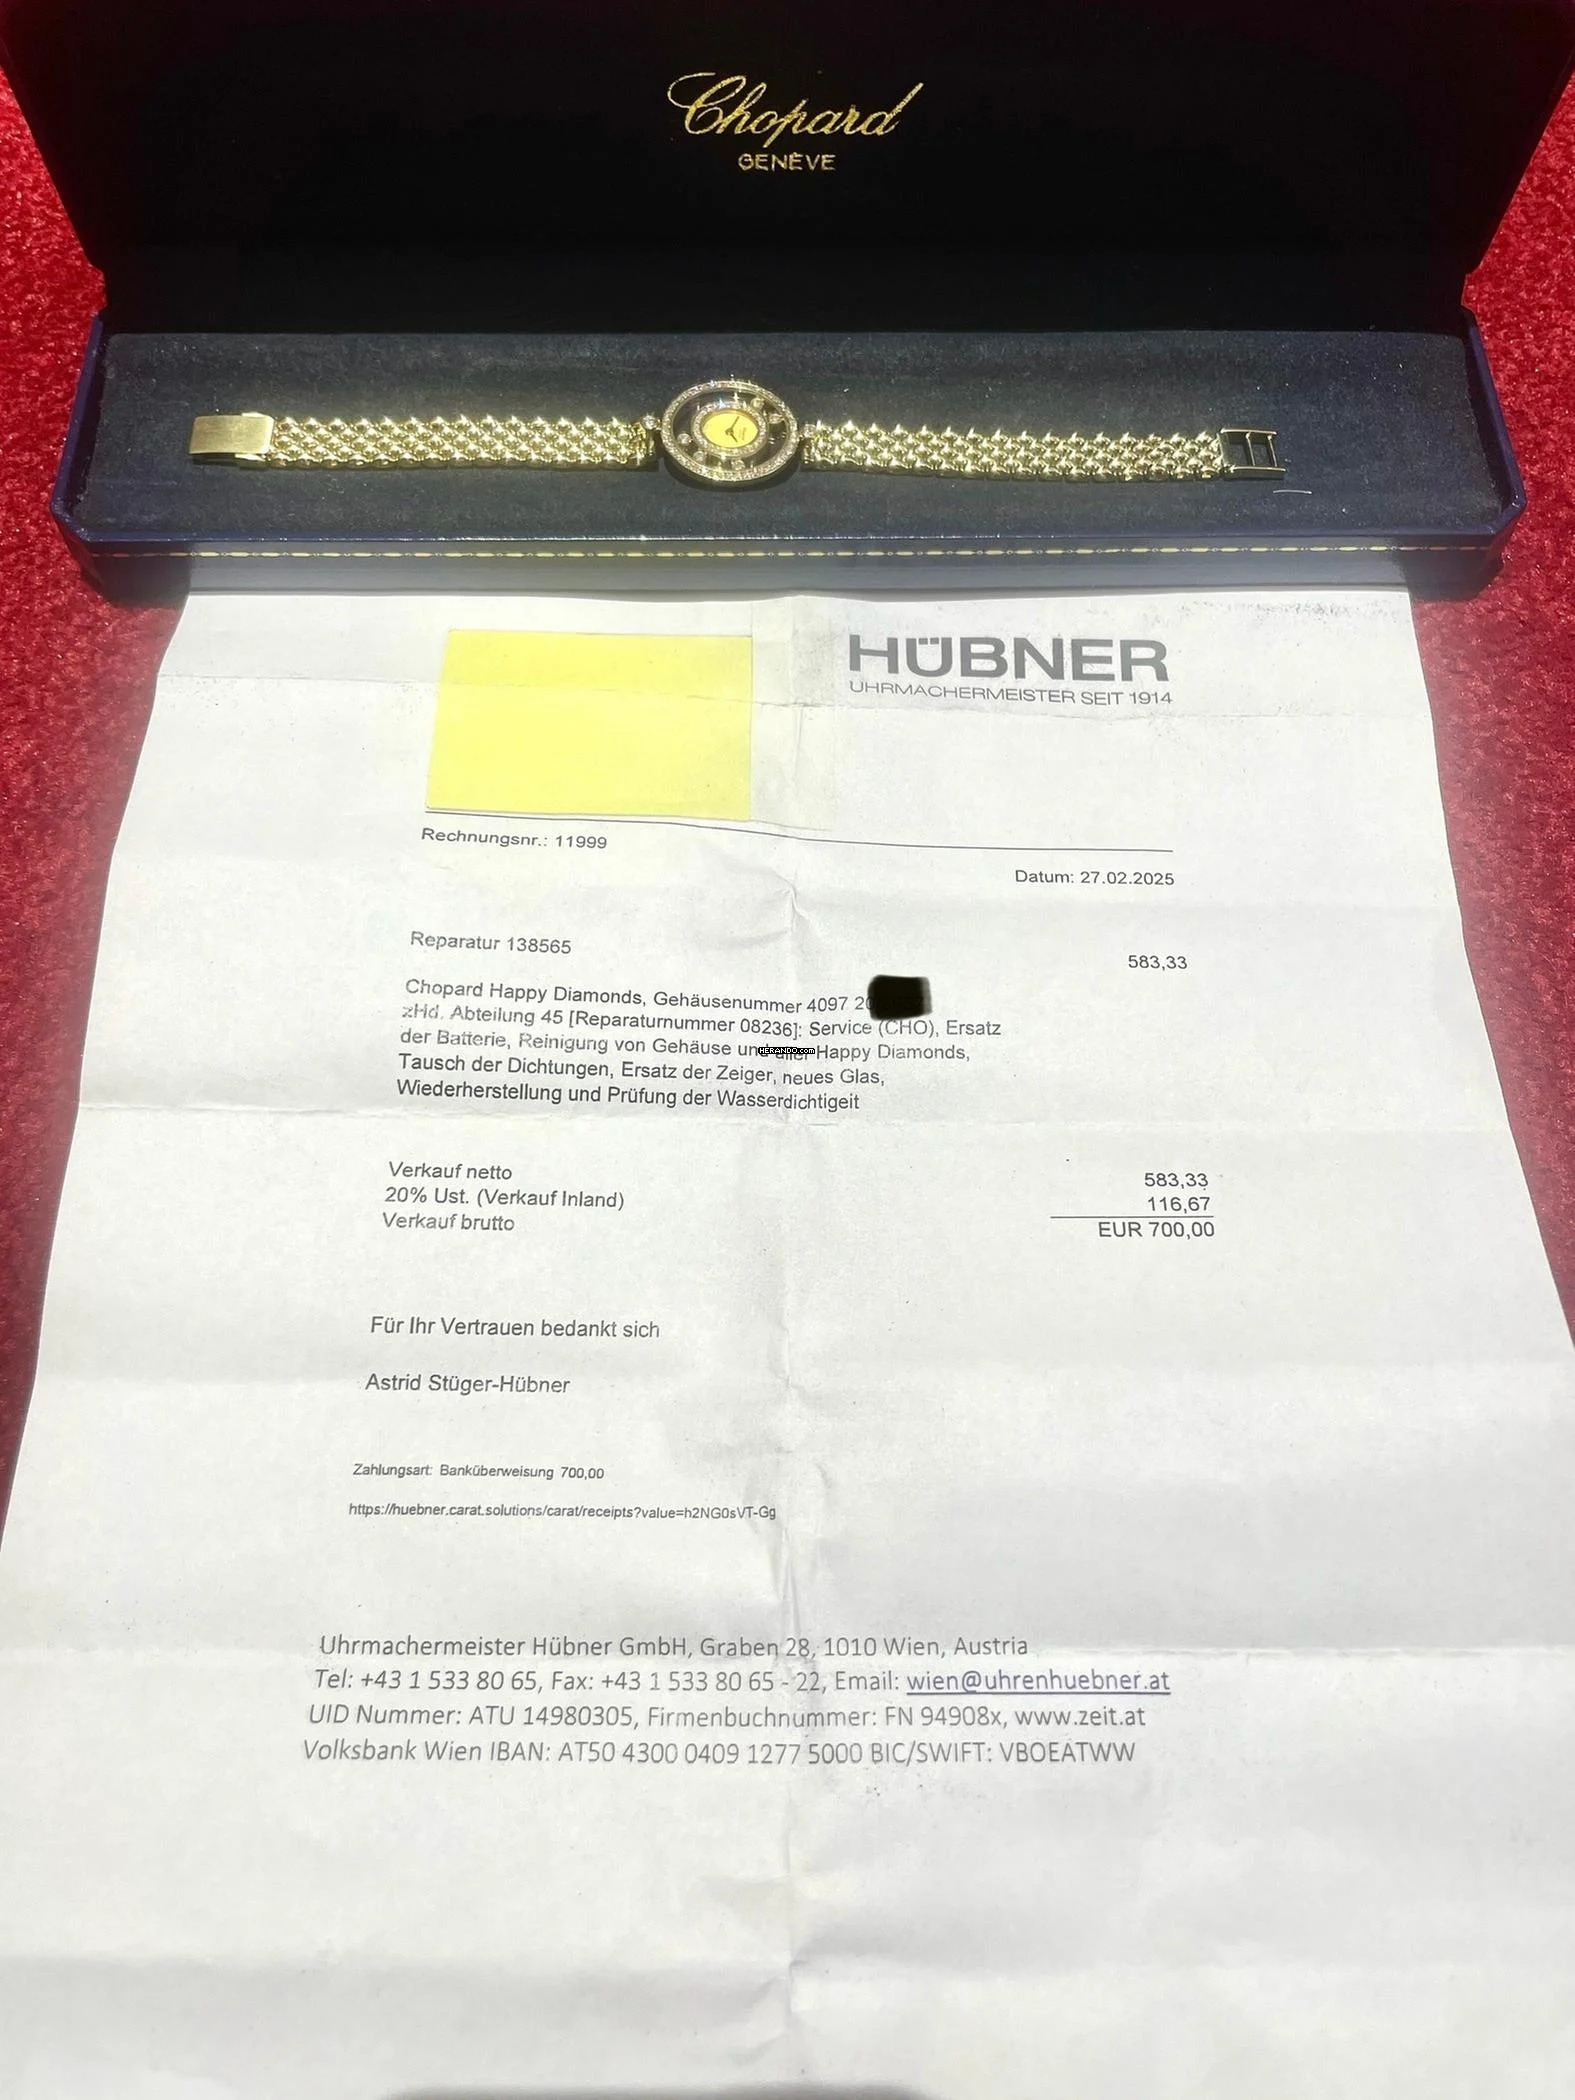 Chopard
GENÈVE
HÜBNER
UHRMACHERMEISTER SEIT 1914
Rechnungsnr.: 11999
Datum: 27.02.2025
Reparatur 138565
583,33
Chopard Happy Diamonds, Gehäusenummer 4097 20
zHd. Abteilung 45 [Reparaturnummer 08236]: Service (CHO), Ersatz
der Batterie, Reinigung von Gehäuse und aller Happy Diamonds,
HERANDO.com
Tausch der Dichtungen, Ersatz der Zeiger, neues Glas,
Wiederherstellung und Prüfung der Wasserdichtigeit
Verkauf netto 583,33
20% Ust. (Verkauf Inland) 116,67
Verkauf brutto EUR 700,00
Für Ihr Vertrauen bedankt sich
Astrid Stüger-Hübner
Zahlungsart: Banküberweisung 700,00
https://huebner.carat.solutions/carat/receipts?value=h2NG0sVT-Gg
Uhrmachermeister Hübner GmbH, Graben 28, 1010 Wien, Austria
Tel: +43 1 533 80 65, Fax: +43 1 533 80 65 - 22, Email: wien@uhrenhuebner.at
UID Nummer: ATU 14980305, Firmenbuchnummer: FN 94908x, www.zeit.at
Volksbank Wien IBAN: AT50 4300 0409 1277 5000 BIC/SWIFT: VBOEATWW